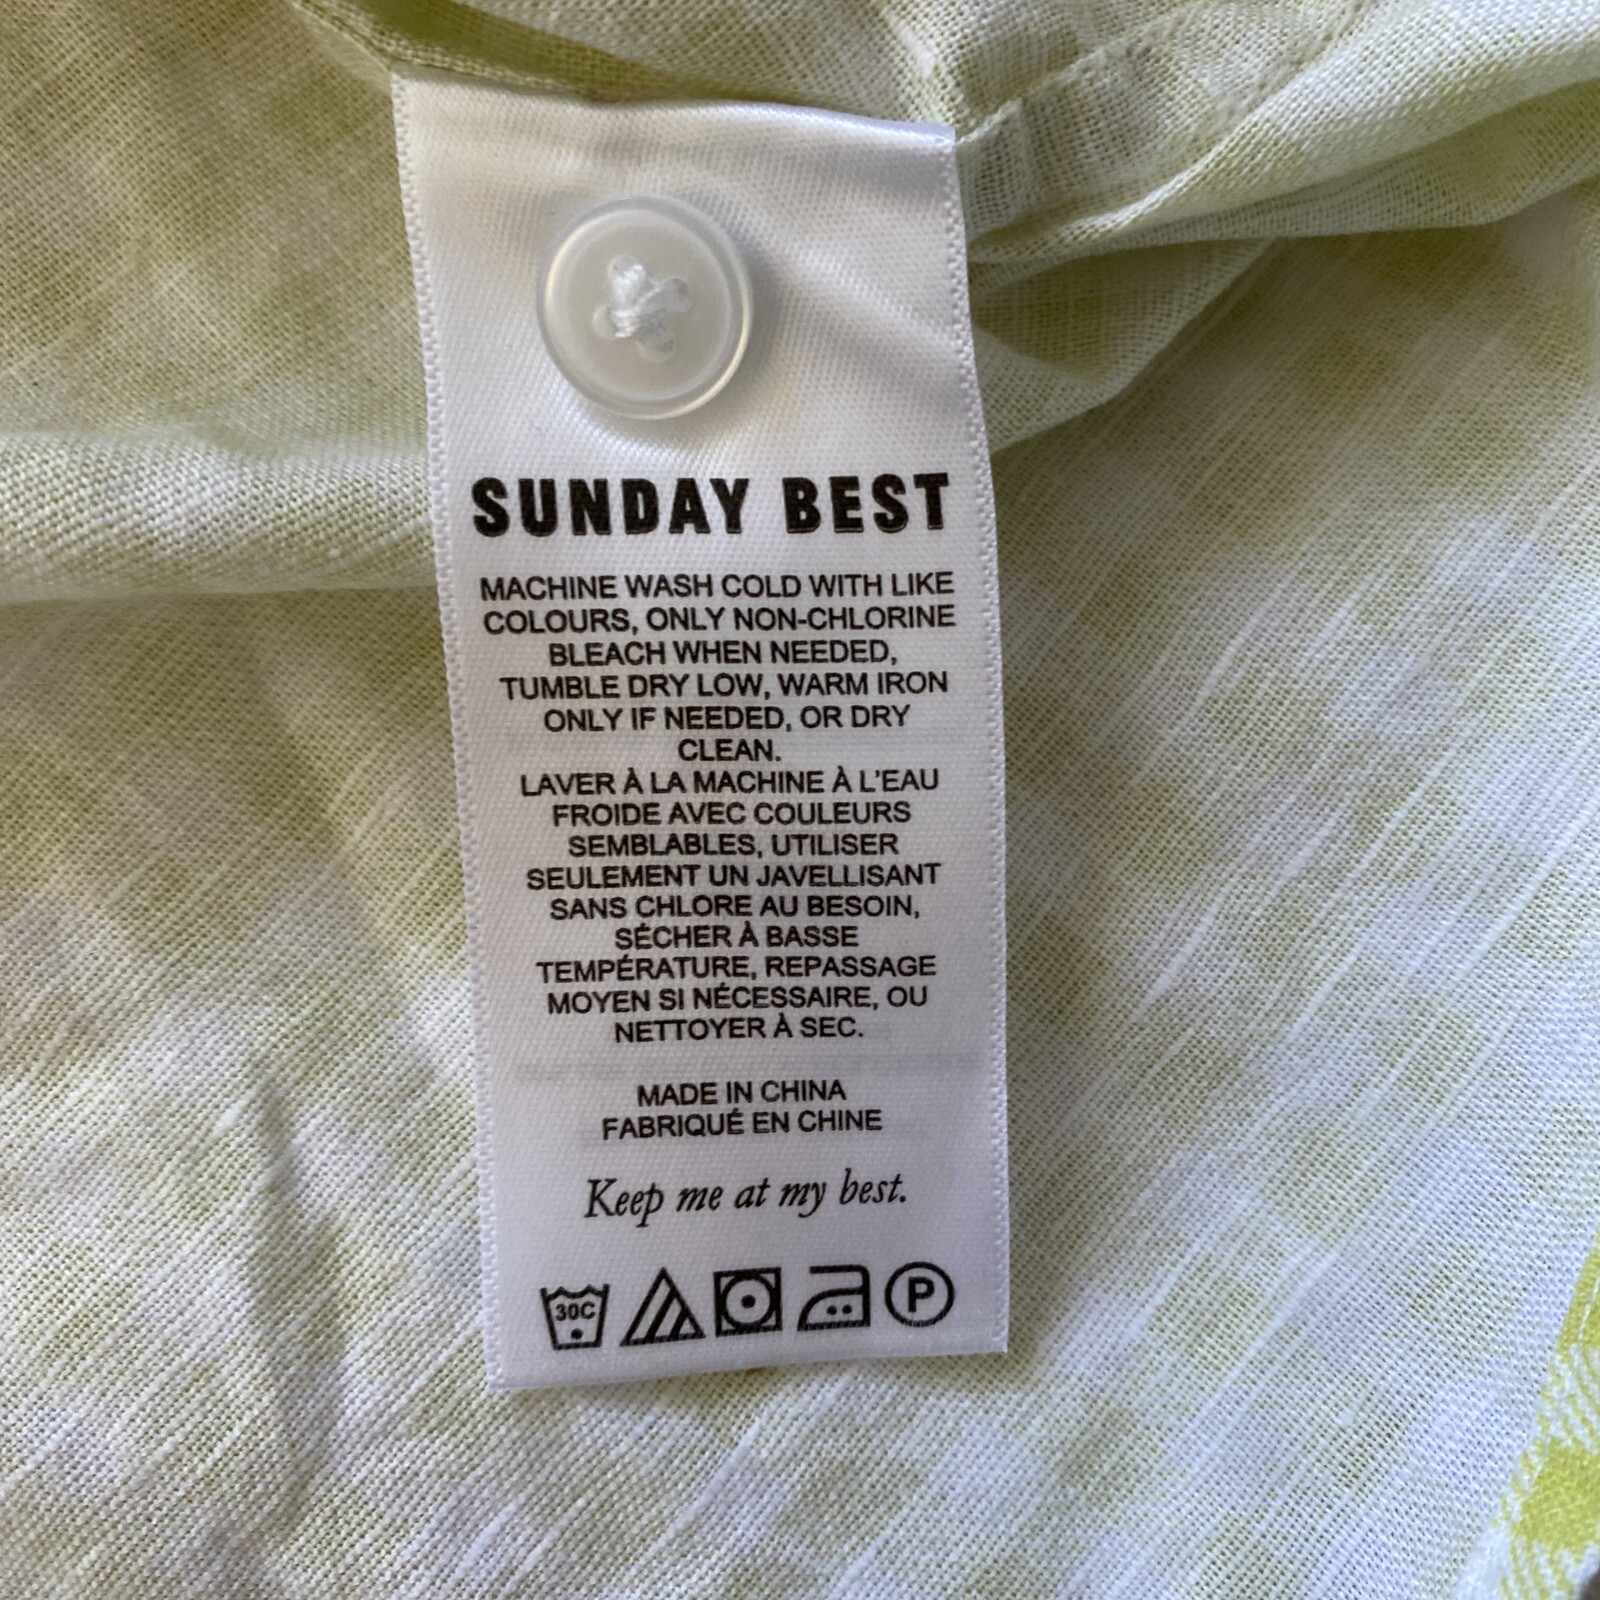 SUNDAY BEST
MACHINE WASH COLD WITH LIKE
COLOURS, ONLY NON-CHLORINE
BLEACH WHEN NEEDED,
TUMBLE DRY LOW, WARM IRON
ONLY IF NEEDED, OR DRY
CLEAN.
LAVER À LA MACHINE À L'EAU
FROIDE AVEC COULEURS
SEMBLABLES, UTILISER
SEULEMENT UN JAVELLISANT
SANS CHLORE AU BESOIN,
SÉCHER À BASSE
TEMPÉRATURE, REPASSAGE
MOYEN SI NÉCESSAIRE, OU
NETTOYER À SEC.
MADE IN CHINA
FABRIQUÉ EN CHINE
Keep me at my best.
30C P